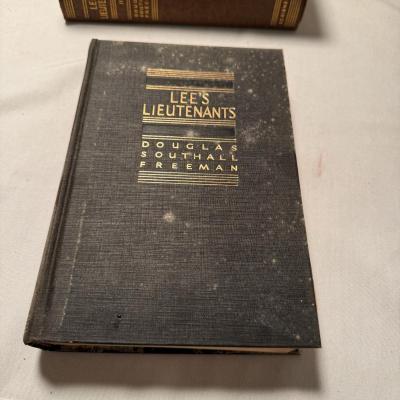 LEE'S
LIEUTENANTS
DOUGLAS
SOUTHALL
FREEMAN